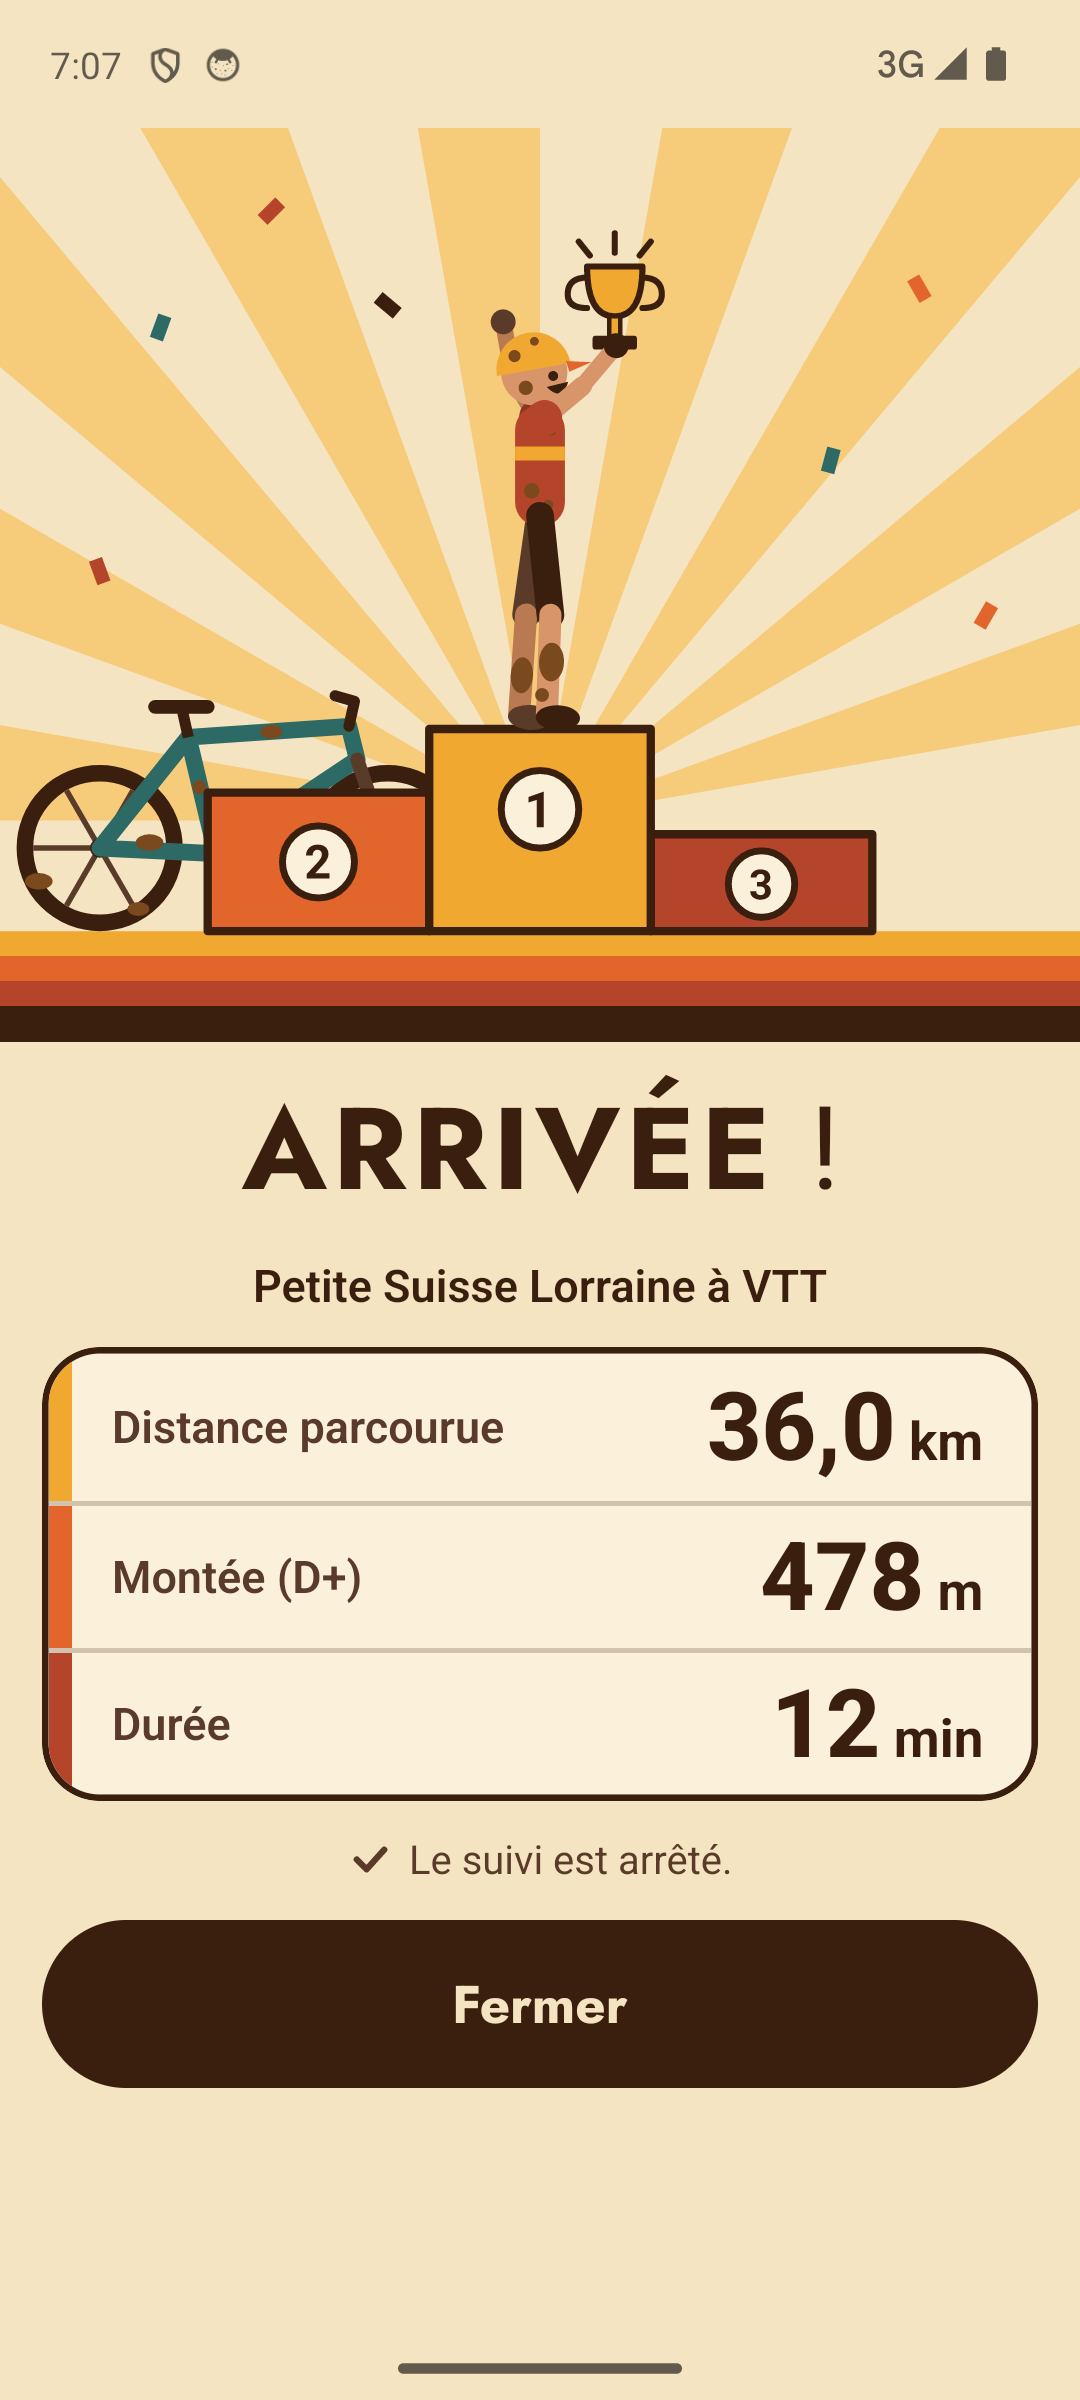 7:07 3G
1
2
3
ARRIVÉE !
Petite Suisse Lorraine à VTT
Distance parcourue 36,0 km
Montée (D+) 478 m
Durée 12 min
Le suivi est arrêté.
Fermer